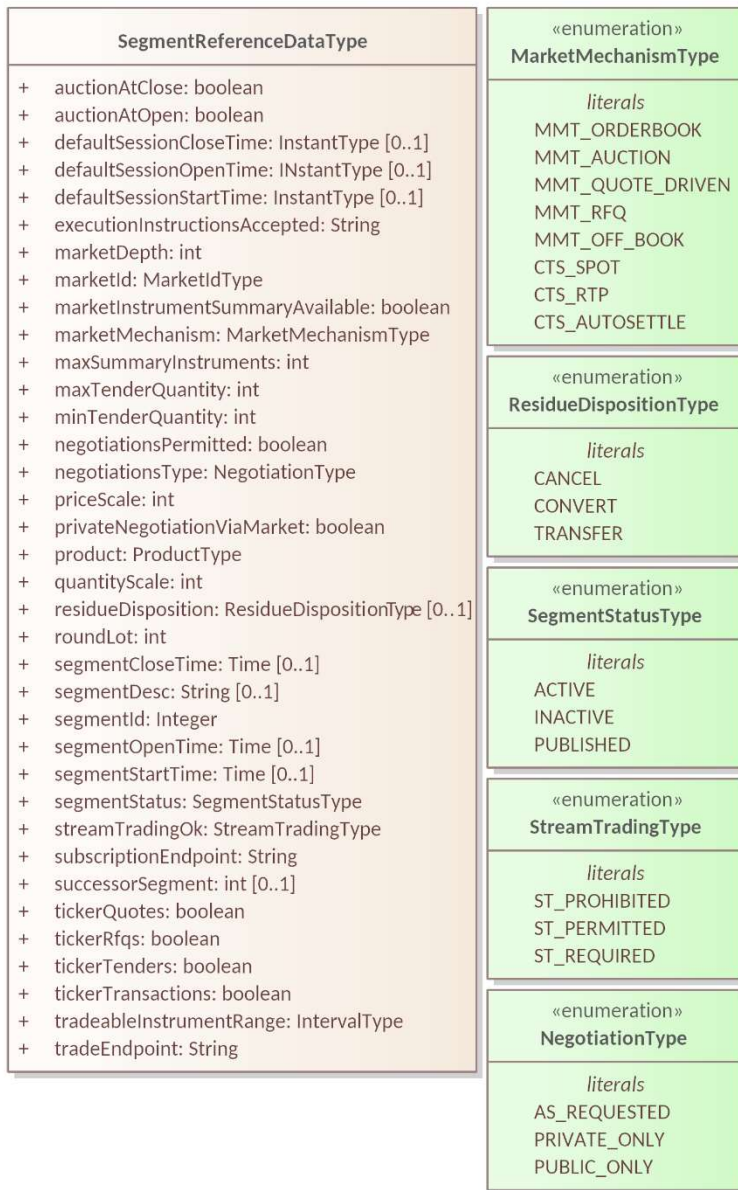 SegmentReferenceDataType
+ auctionAtClose: boolean
+ auctionAtOpen: boolean
+ defaultSessionCloseTime: InstantType [0..1]
+ defaultSessionOpenTime: INstantType [0..1]
+ defaultSessionStartTime: InstantType [0..1]
+ executionInstructionsAccepted: String
+ marketDepth: int
+ marketId: MarketIdType
+ marketInstrumentSummaryAvailable: boolean
+ marketMechanism: MarketMechanismType
+ maxSummaryInstruments: int
+ maxTenderQuantity: int
+ minTenderQuantity: int
+ negotiationsPermitted: boolean
+ negotiationsType: NegotiationType
+ priceScale: int
+ privateNegotiationViaMarket: boolean
+ product: ProductType
+ quantityScale: int
+ residueDisposition: ResidueDispositionType [0..1]
+ roundLot: int
+ segmentCloseTime: Time [0..1]
+ segmentDesc: String [0..1]
+ segmentId: Integer
+ segmentOpenTime: Time [0..1]
+ segmentStartTime: Time [0..1]
+ segmentStatus: SegmentStatusType
+ streamTradingOk: StreamTradingType
+ subscriptionEndpoint: String
+ successorSegment: int [0..1]
+ tickerQuotes: boolean
+ tickerRfqs: boolean
+ tickerTenders: boolean
+ tickerTransactions: boolean
+ tradeableInstrumentRange: IntervalType
+ tradeEndpoint: String
«enumeration»
MarketMechanismType
literals
MMT_ORDERBOOK
MMT_AUCTION
MMT_QUOTE_DRIVEN
MMT_RFQ
MMT_OFF_BOOK
CTS_SPOT
CTS_RTP
CTS_AUTOSETTLE
«enumeration»
ResidueDispositionType
literals
CANCEL
CONVERT
TRANSFER
«enumeration»
SegmentStatusType
literals
ACTIVE
INACTIVE
PUBLISHED
«enumeration»
StreamTradingType
literals
ST_PROHIBITED
ST_PERMITTED
ST_REQUIRED
«enumeration»
NegotiationType
literals
AS_REQUESTED
PRIVATE_ONLY
PUBLIC_ONLY